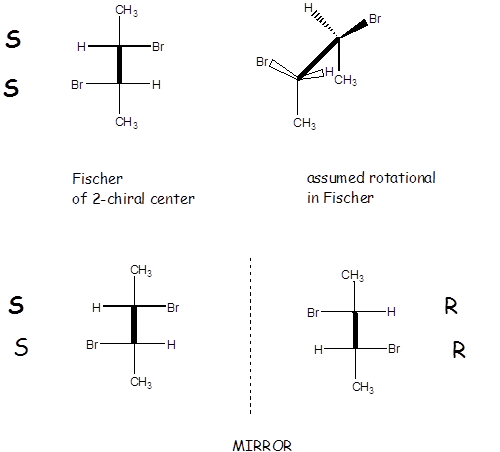 CH3
S
H Br
S
Br H
CH3
H
Br
Br
H
CH3
CH3
Fischer
of 2-chiral center
assumed rotational
in Fischer
CH3
S
H Br
S
Br H
CH3
CH3
Br H
R
H Br
R
CH3
MIRROR